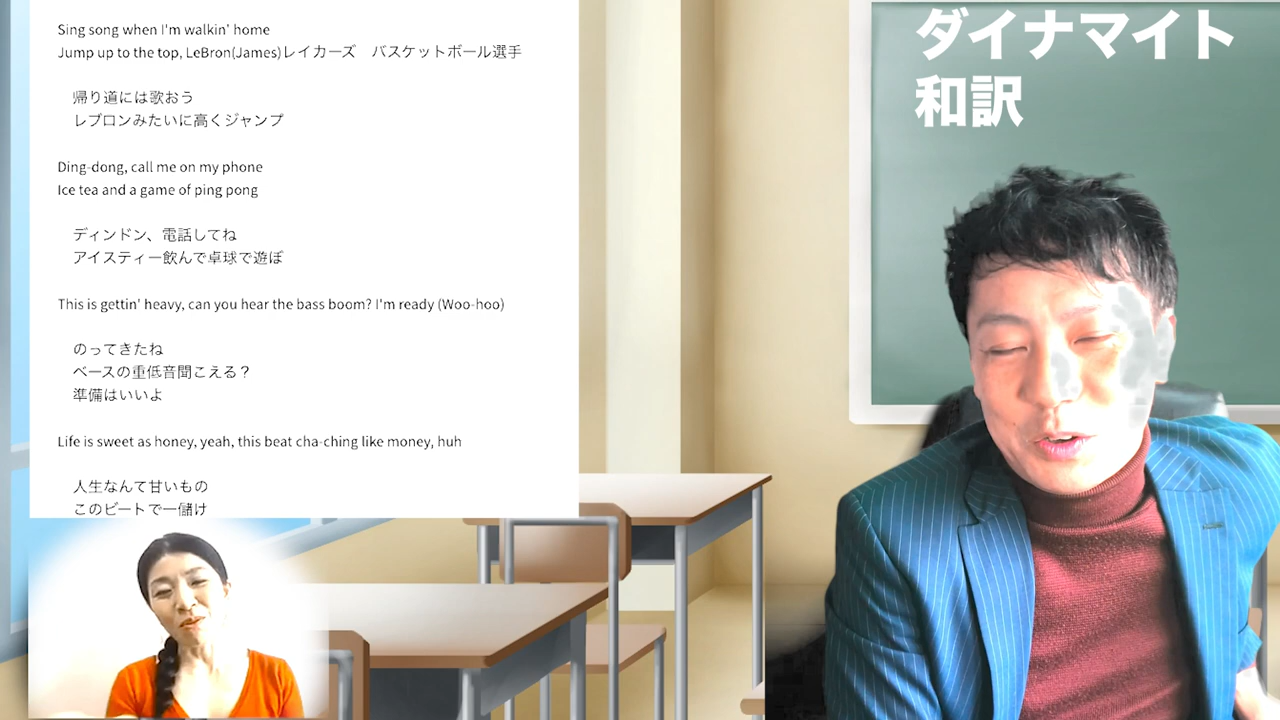 Sing song when I'm walkin' home
Jump up to the top, LeBron(James)レイカーズ　バスケットボール選手
帰り道には歌おう
レブロンみたいに高くジャンプ
Ding-dong, call me on my phone
Ice tea and a game of ping pong
ディンドン、電話してね
アイスティー飲んで卓球で遊ぼ
This is gettin' heavy, can you hear the bass boom? I'm ready (Woo-hoo)
のってきたね
ベースの重低音聞こえる？
準備はいいよ
Life is sweet as honey, yeah, this beat cha-ching like money, huh
人生なんて甘いもの
このビートで一儲け
ダイナマイト
和訳